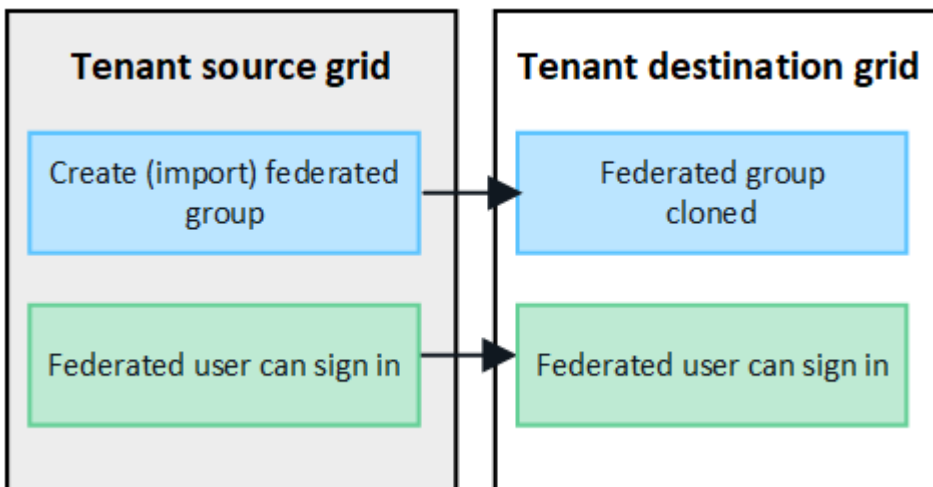 Tenant source grid
Create (import) federated
group
Federated user can sign in
Tenant destination grid
Federated group
cloned
Federated user can sign in